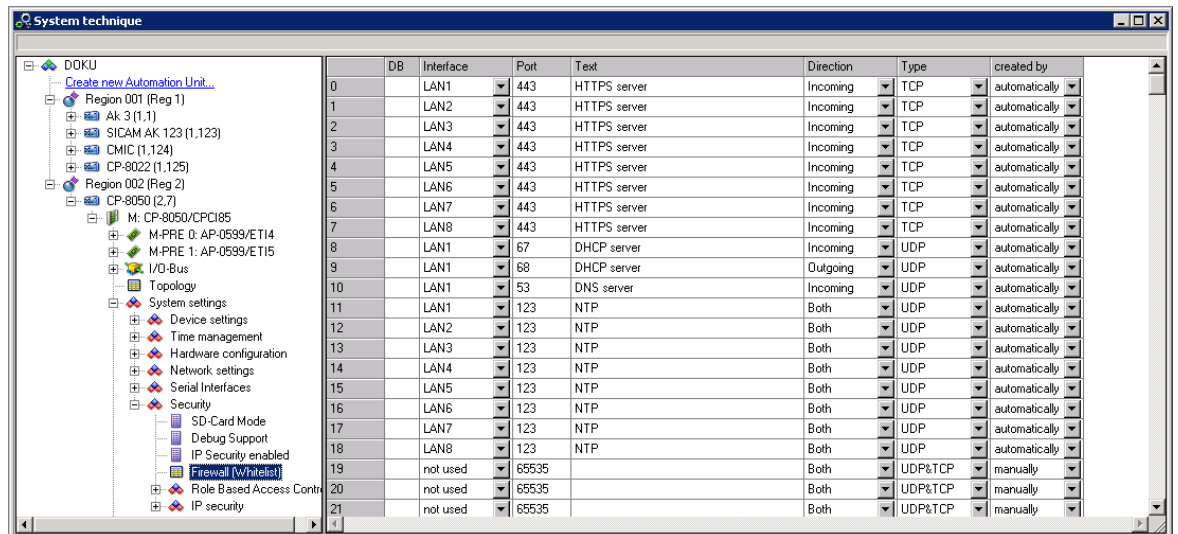 System technique
DOKU
Create new Automation Unit...
Region 001 (Reg 1)
Ak 3 (1,1)
SICAM AK 123 (1,123)
CMIC (1,124)
CP-8022 (1,125)
Region 002 (Reg 2)
CP-8050 (2,7)
M: CP-8050/CPCI85
M-PRE 0: AP-0599/ETI4
M-PRE 1: AP-0599/ETI5
I/O-Bus
Topology
System settings
Device settings
Time management
Hardware configuration
Network settings
Serial Interfaces
Security
SD-Card Mode
Debug Support
IP Security enabled
Firewall (Whitelist)
Role Based Access Contr
IP security
DB Interface Port Text Direction Type created by
0 LAN1 443 HTTPS server Incoming TCP automatically
1 LAN2 443 HTTPS server Incoming TCP automatically
2 LAN3 443 HTTPS server Incoming TCP automatically
3 LAN4 443 HTTPS server Incoming TCP automatically
4 LAN5 443 HTTPS server Incoming TCP automatically
5 LAN6 443 HTTPS server Incoming TCP automatically
6 LAN7 443 HTTPS server Incoming TCP automatically
7 LAN8 443 HTTPS server Incoming TCP automatically
8 LAN1 67 DHCP server Incoming UDP automatically
9 LAN1 68 DHCP server Outgoing UDP automatically
10 LAN1 53 DNS server Incoming UDP automatically
11 LAN1 123 NTP Both UDP automatically
12 LAN2 123 NTP Both UDP automatically
13 LAN3 123 NTP Both UDP automatically
14 LAN4 123 NTP Both UDP automatically
15 LAN5 123 NTP Both UDP automatically
16 LAN6 123 NTP Both UDP automatically
17 LAN7 123 NTP Both UDP automatically
18 LAN8 123 NTP Both UDP automatically
19 not used 65535 Both UDP&TCP manually
20 not used 65535 Both UDP&TCP manually
21 not used 65535 Both UDP&TCP manually